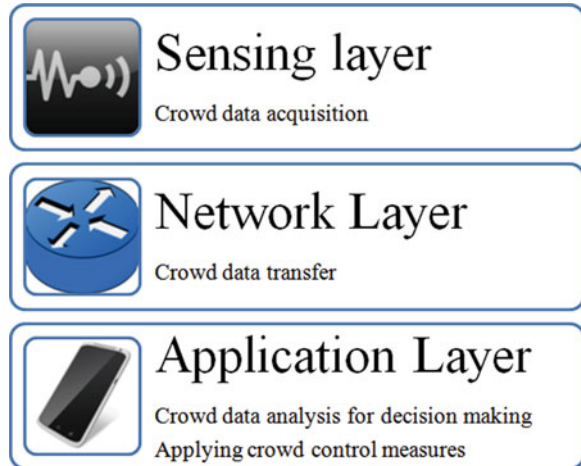 Sensing layer
Crowd data acquisition
Network Layer
Crowd data transfer
Application Layer
Crowd data analysis for decision making
Applying crowd control measures